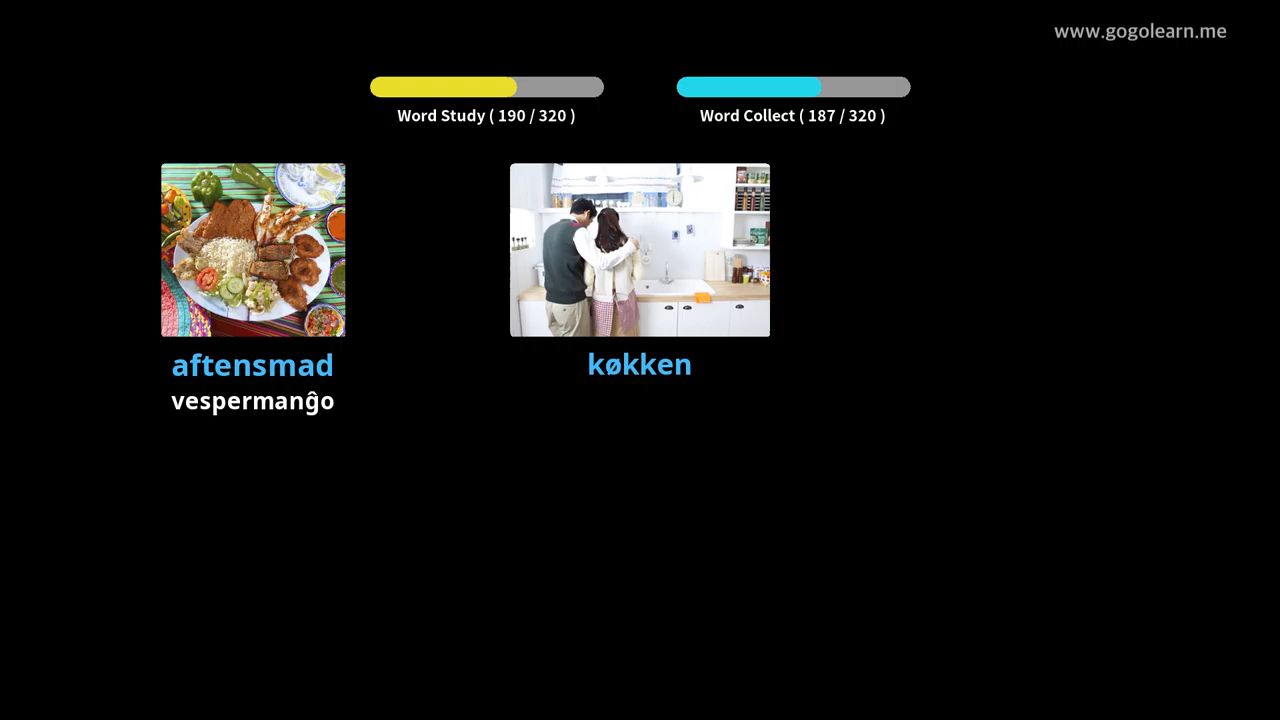 www.gogolearn.me
Word Study ( 190 / 320 )
Word Collect ( 187 / 320 )
aftensmad
vespermanĝo
køkken